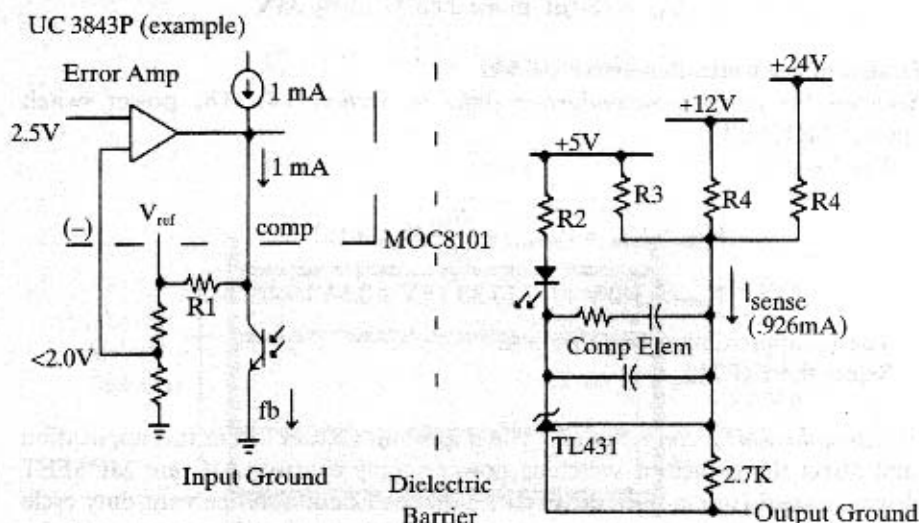 UC 3843P (example)
Error Amp
1 mA
2.5V
1 mA
(-)
Vref
comp
R1
<2.0V
fb
Input Ground
MOC8101
Dielectric
Barrier
+24V
+12V
+5V
R3
R2
R4
R4
Isense
(.926mA)
Comp Elem
TL431
2.7K
Output Ground